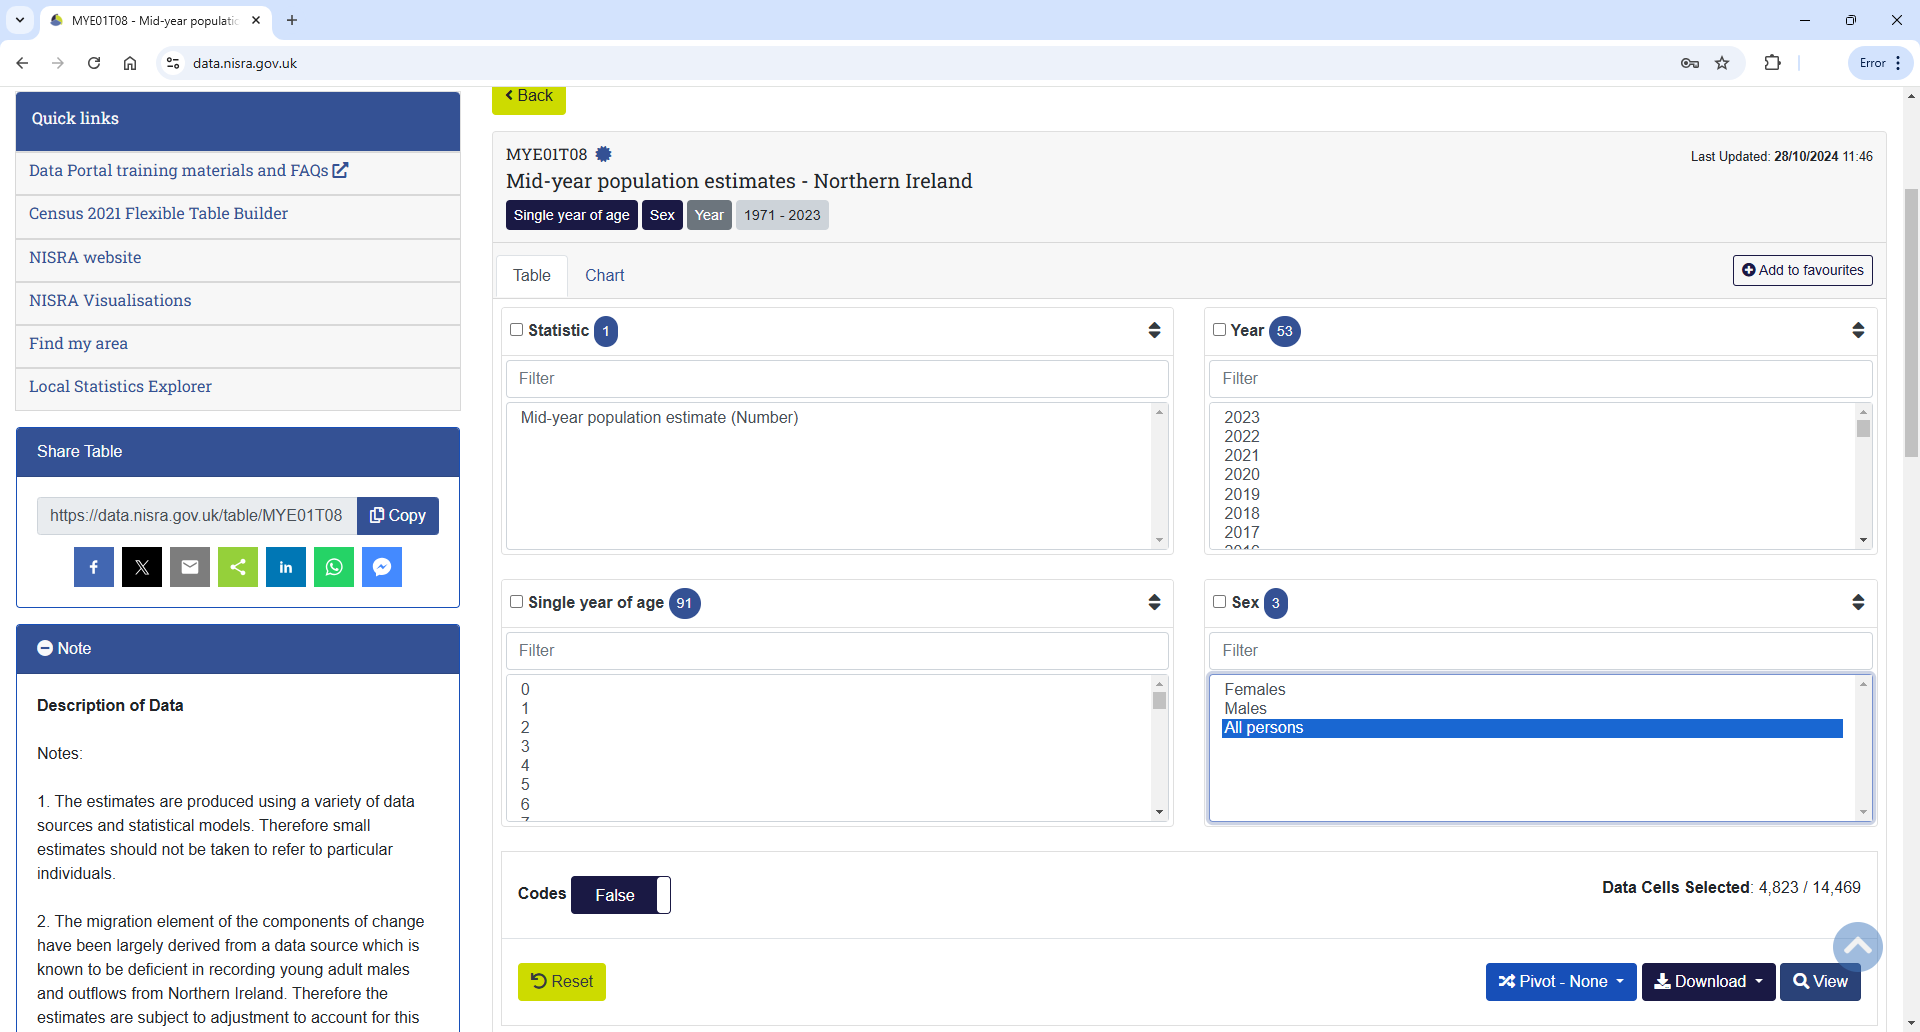 MYE01T08 - Mid-year populatio
data.nisra.gov.uk
Error
Quick links
Data Portal training materials and FAQs
Census 2021 Flexible Table Builder
NISRA website
NISRA Visualisations
Find my area
Local Statistics Explorer
Share Table
https://data.nisra.gov.uk/table/MYE01T08
Copy
Note
Description of Data
Notes:
1. The estimates are produced using a variety of data
sources and statistical models. Therefore small
estimates should not be taken to refer to particular
individuals.
2. The migration element of the components of change
have been largely derived from a data source which is
known to be deficient in recording young adult males
and outflows from Northern Ireland. Therefore the
estimates are subject to adjustment to account for this
Back
MYE01T08
Last Updated: 28/10/2024 11:46
Mid-year population estimates - Northern Ireland
Single year of age Sex Year 1971 - 2023
Table Chart
Add to favourites
Statistic 1
Filter
Mid-year population estimate (Number)
Year 53
Filter
2023
2022
2021
2020
2019
2018
2017
2016
Single year of age 91
Filter
0
1
2
3
4
5
6
7
Sex 3
Filter
Females
Males
All persons
Codes False
Data Cells Selected: 4,823 / 14,469
Reset
Pivot - None
Download
View